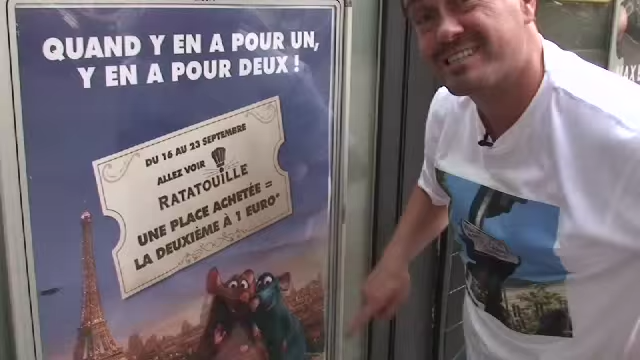 QUAND Y EN A POUR UN,
Y EN A POUR DEUX !
DU 16 AU 23 SEPTEMBRE
ALLEZ VOIR
RATATOUILLE
UNE PLACE ACHETÉE =
LA DEUXIÈME À 1 EURO*